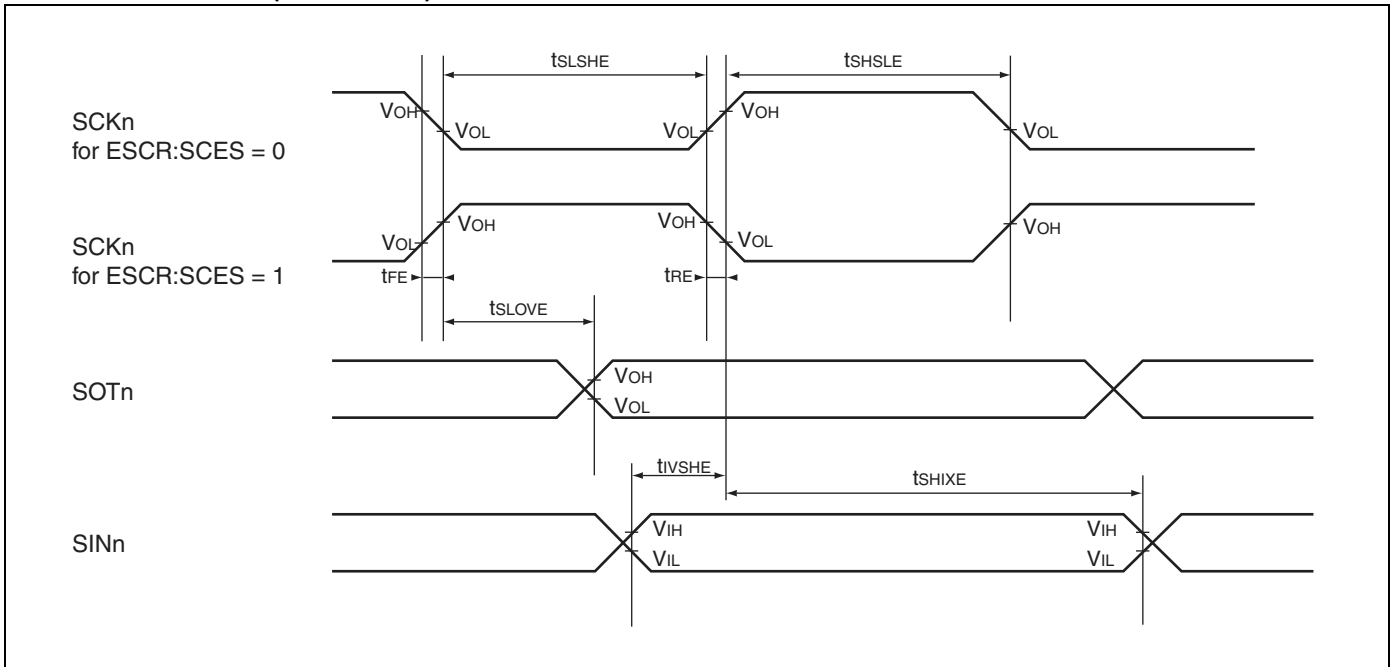 tSLSHE tSHSLE
SCKn
for ESCR:SCES = 0
VOH VOL VOL VOH VOL
SCKn
for ESCR:SCES = 1
VOL VOH VOH VOL VOH
tFE tRE
tSLOVE
SOTn
VOH
VOL
tIVSHE tSHIXE
SINn
VIH VIH
VIL VIL